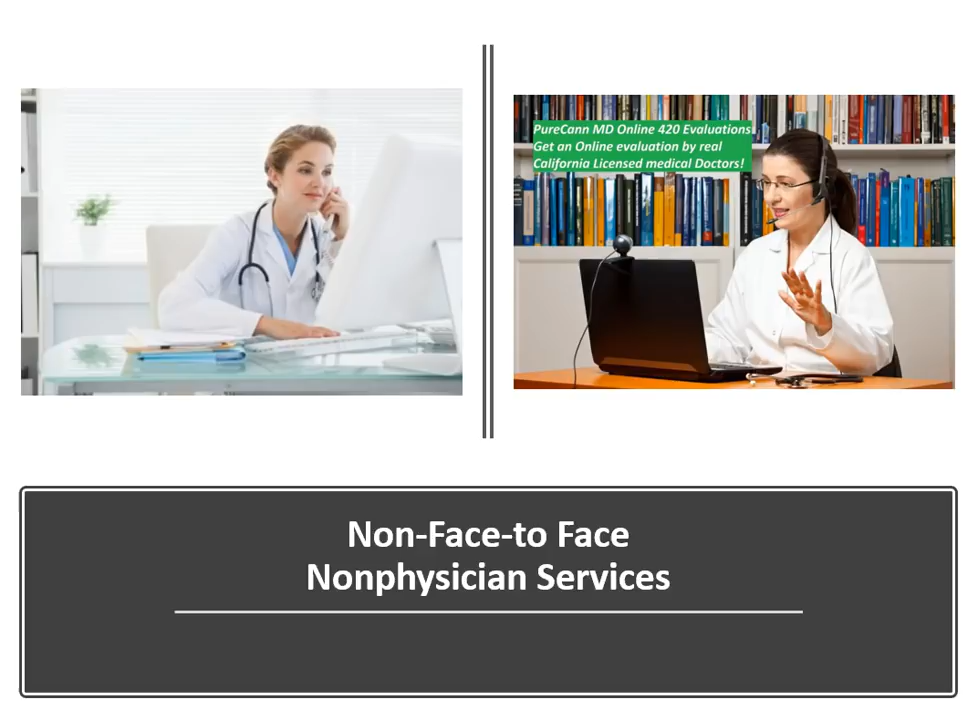 PureCann MD Online 420 Evaluations
Get an Online evaluation by real
California Licensed medical Doctors!
Non-Face-to Face
Nonphysician Services